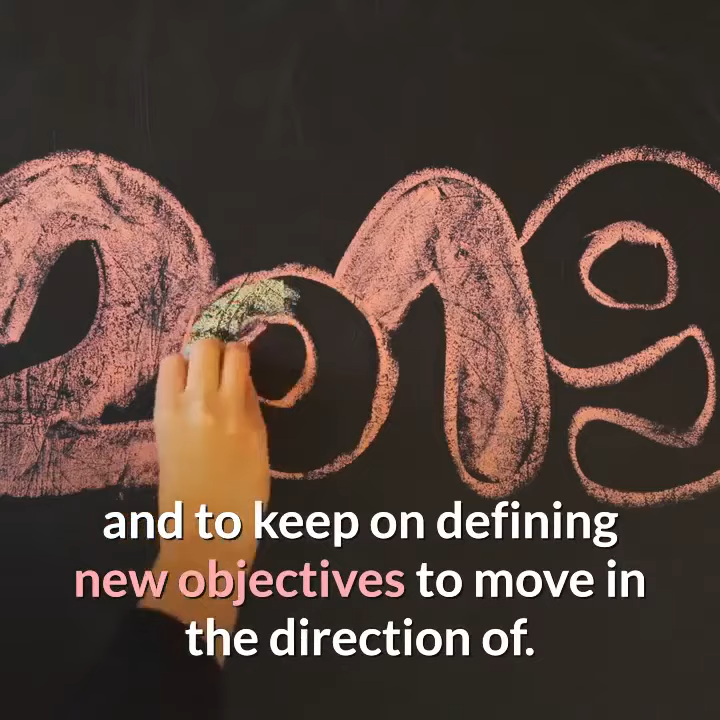 2019
and to keep on defining
new objectives to move in
the direction of.